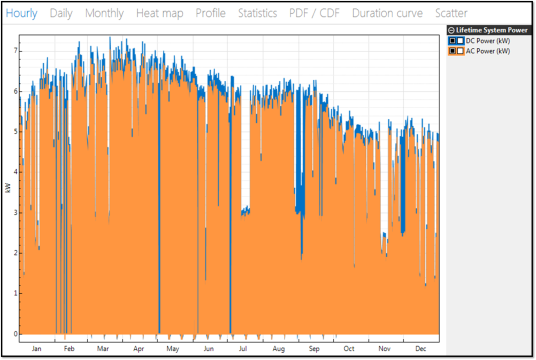 Hourly Daily Monthly Heat map Profile Statistics PDF / CDF Duration curve Scatter
Lifetime System Power
DC Power (kW)
AC Power (kW)
7
6
5
4
3
2
1
0
kW
Jan Feb Mar Apr May Jun Jul Aug Sep Oct Nov Dec